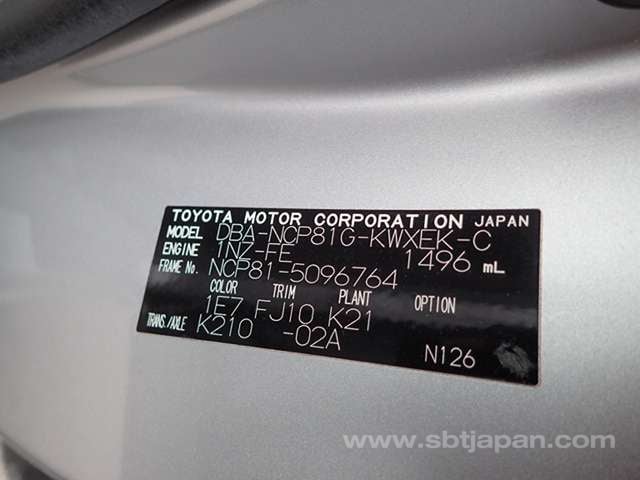 TOYOTA MOTOR CORPORATION JAPAN
MODEL DBA-NCP81G-KWXEK-C
ENGINE 1NZ-FE 1496 mL
FRAME No. NCP81-5096764
COLOR TRIM PLANT OPTION
1E7 FJ10 K21
TRANS./AXLE K210 -02A
N126
www.sbtjapan.com